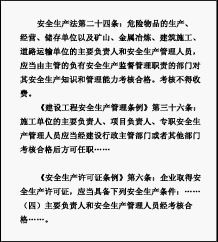 安全生产法第二十四条：危险物品的生产、
经营、储存单位以及矿山、金属冶炼、建筑施工、
道路运输单位的主要负责人和安全生产管理人员，
应当由主管的负有安全生产监督管理职责的部门对
其安全生产知识和管理能力考核合格。考核不得收
费。
《建设工程安全生产管理条例》第三十六条：
施工单位的主要负责人、项目负责人、专职安全生
产管理人员应当经建设行政主管部门或者其他部门
考核合格后方可任职……
《安全生产许可证条例》第六条：企业取得安
全生产许可证，应当具备下列安全生产条件：……
（四）主要负责人和安全生产管理人员经考核合
格……。